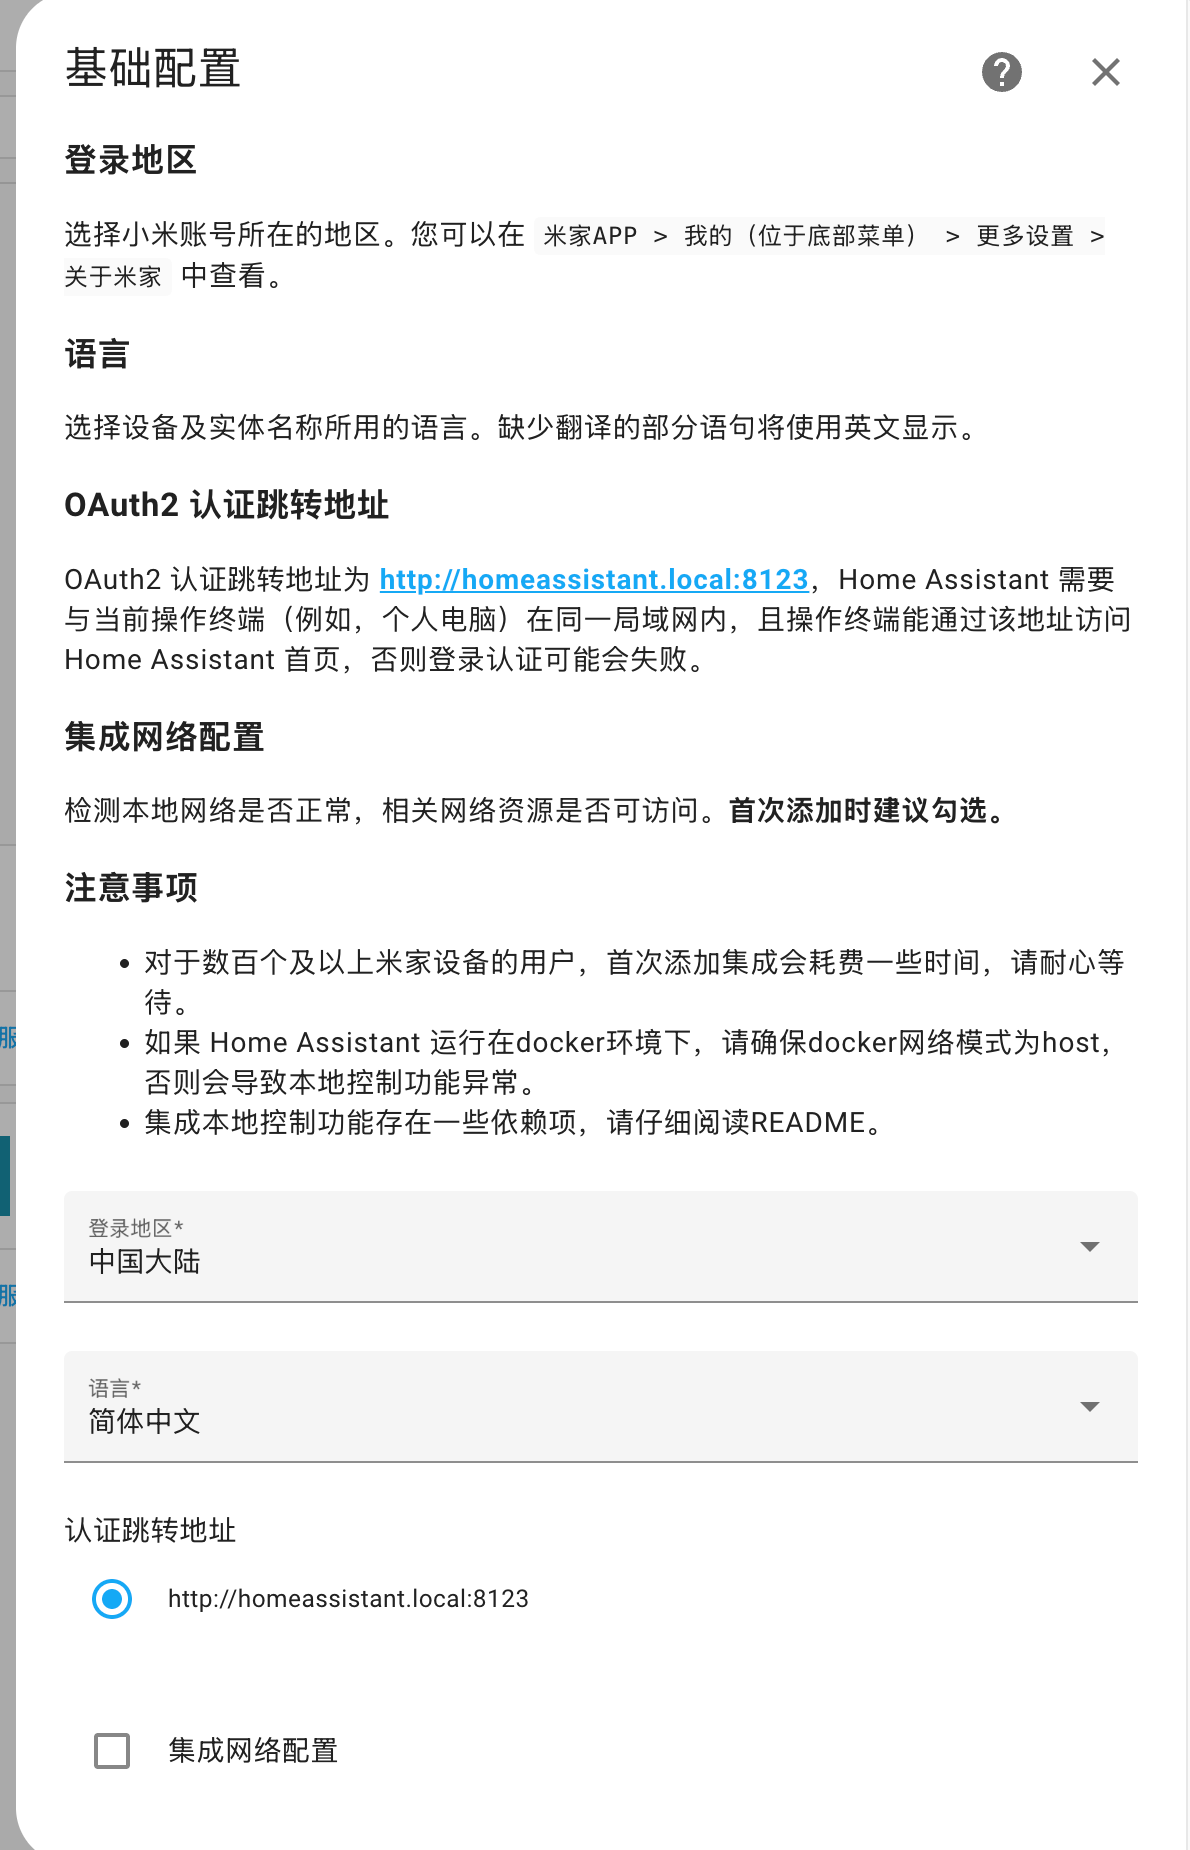 基础配置
登录地区
选择小米账号所在的地区。您可以在 米家APP > 我的（位于底部菜单） > 更多设置 >
关于米家 中查看。
语言
选择设备及实体名称所用的语言。缺少翻译的部分语句将使用英文显示。
OAuth2 认证跳转地址
OAuth2 认证跳转地址为 http://homeassistant.local:8123，Home Assistant 需要
与当前操作终端（例如，个人电脑）在同一局域网内，且操作终端能通过该地址访问
Home Assistant 首页，否则登录认证可能会失败。
集成网络配置
检测本地网络是否正常，相关网络资源是否可访问。首次添加时建议勾选。
注意事项
• 对于数百个及以上米家设备的用户，首次添加集成会耗费一些时间，请耐心等
待。
• 如果 Home Assistant 运行在docker环境下，请确保docker网络模式为host，
否则会导致本地控制功能异常。
• 集成本地控制功能存在一些依赖项，请仔细阅读README。
服
登录地区*
中国大陆
服
语言*
简体中文
认证跳转地址
http://homeassistant.local:8123
集成网络配置